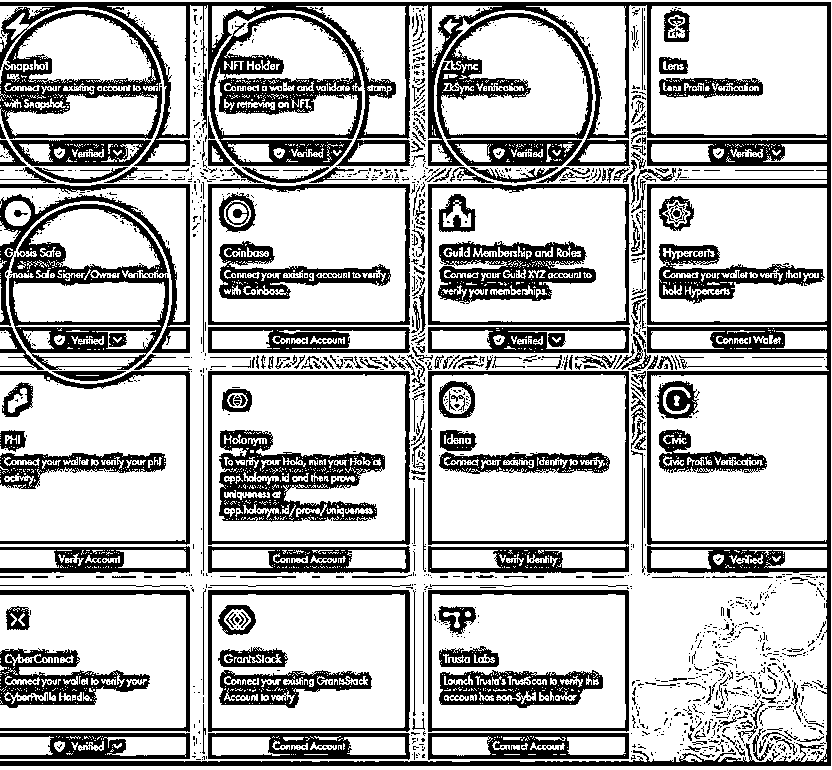 Snapshot
Connect your existing account to verify
with Snapshot.
Verified
NFT Holder
Connect a wallet and validate the stamp
by retrieving an NFT.
Verified
ZkSync
ZkSync Verification
Verified
LENS
Lens
Lens Profile Verification
Verified
Gnosis Safe
Gnosis Safe Signer/Owner Verification
Verified
Coinbase
Connect your existing account to verify
with Coinbase.
Connect Account
Guild Membership and Roles
Connect your Guild XYZ account to
verify your memberships.
Verified
Hypercerts
Connect your wallet to verify that you
hold Hypercerts
Connect Wallet
PHI
Connect your wallet to verify your phi
activity.
Verify Account
Holonym
To verify your Holo, mint your Holo at
app.holonym.id and then prove
uniqueness at
app.holonym.id/prove/uniqueness
Connect Account
Idena
Connect your existing Identity to verify.
Verify Identity
Civic
Civic Profile Verification
Verified
CyberConnect
Connect your wallet to verify your
CyberProfile Handle.
Verified
GrantsStack
Connect your existing GrantsStack
Account to verify
Connect Account
Trusta Labs
Launch Trusta's TrustScan to verify this
account has non-Sybil behavior
Connect Account